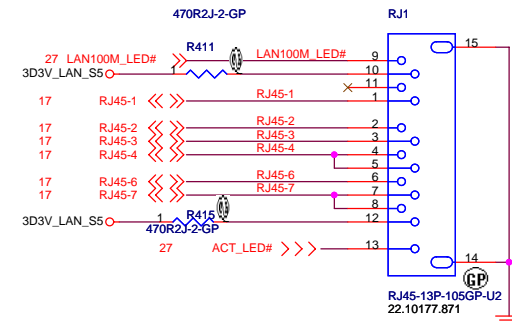 470R2J-2-GP RJ1
R411
27 LAN100M_LED# LAN100M_LED# 9 15
3D3V_LAN_S5 1 10
11
17 RJ45-1 RJ45-1 1
17 RJ45-2 RJ45-2 2
17 RJ45-3 RJ45-3 3
17 RJ45-4 RJ45-4 4
5
17 RJ45-6 RJ45-6 6
17 RJ45-7 RJ45-7 7
8
3D3V_LAN_S5 1 R415 12
470R2J-2-GP
27 ACT_LED# 13
14
GP
RJ45-13P-105GP-U2
22.10177.871